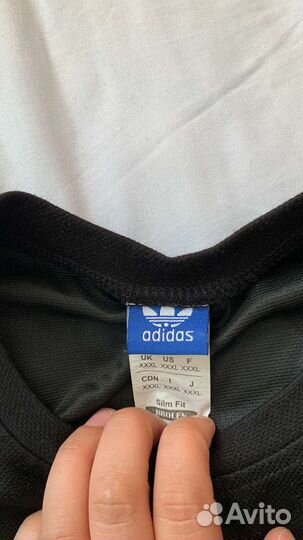 adidas
UK US F
XXXL XXXL XXXL
CDN I J
XXXL XXXL XXXL
Slim Fit
Avito